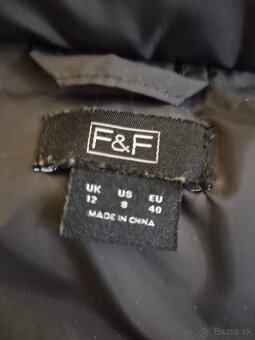 F&F
UK US EU
12 8 40
MADE IN CHINA
Bazos.sk